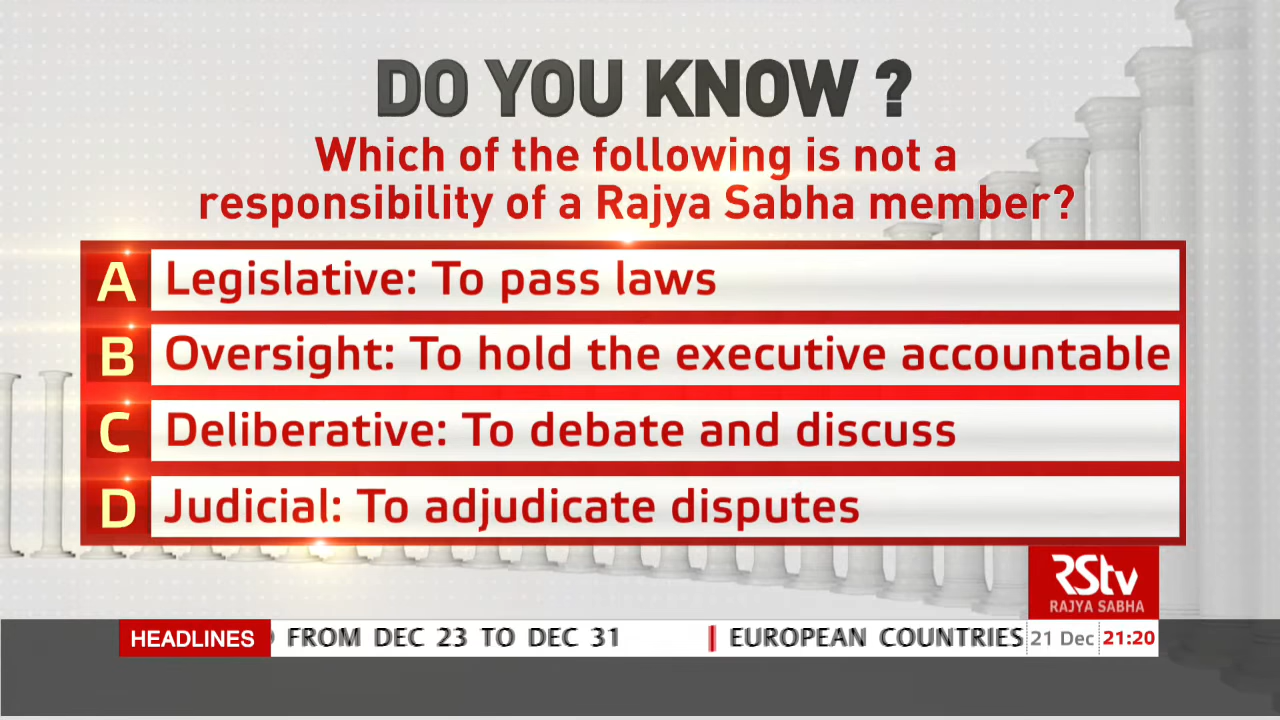 DO YOU KNOW ?
Which of the following is not a
responsibility of a Rajya Sabha member?
A Legislative: To pass laws
B Oversight: To hold the executive accountable
C Deliberative: To debate and discuss
D Judicial: To adjudicate disputes
RStv
RAJYA SABHA
HEADLINES FROM DEC 23 TO DEC 31 | EUROPEAN COUNTRIES 21 Dec 21:20